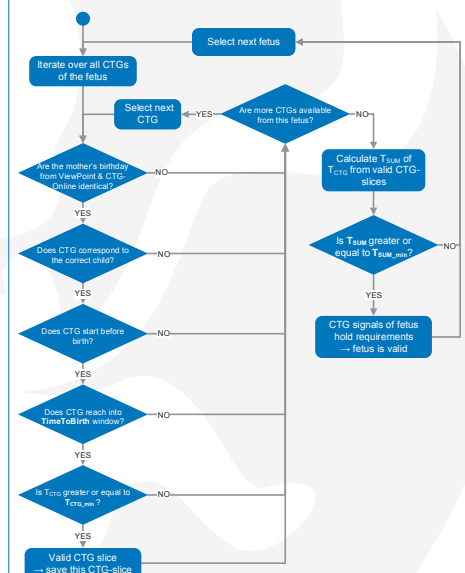 Select next fetus
Iterate over all CTGs
of the fetus
Select next
CTG
YES
Are more CTGs available
from this fetus?
NO
Are the mother's birthday
from ViewPoint & CTG-
Online identical?
NO
Calculate TSUM of
TCTG from valid CTG-
slices
YES
Does CTG correspond to
the correct child?
NO
Is TSUM greater or
equal to TSUM_min?
NO
YES
YES
Does CTG start before
birth?
NO
CTG signals of fetus
hold requirements
→ fetus is valid
YES
Does CTG reach into
TimeToBirth window?
NO
YES
Is TCTG greater or equal to
TCTG_min ?
NO
YES
Valid CTG slice
→ save this CTG-slice